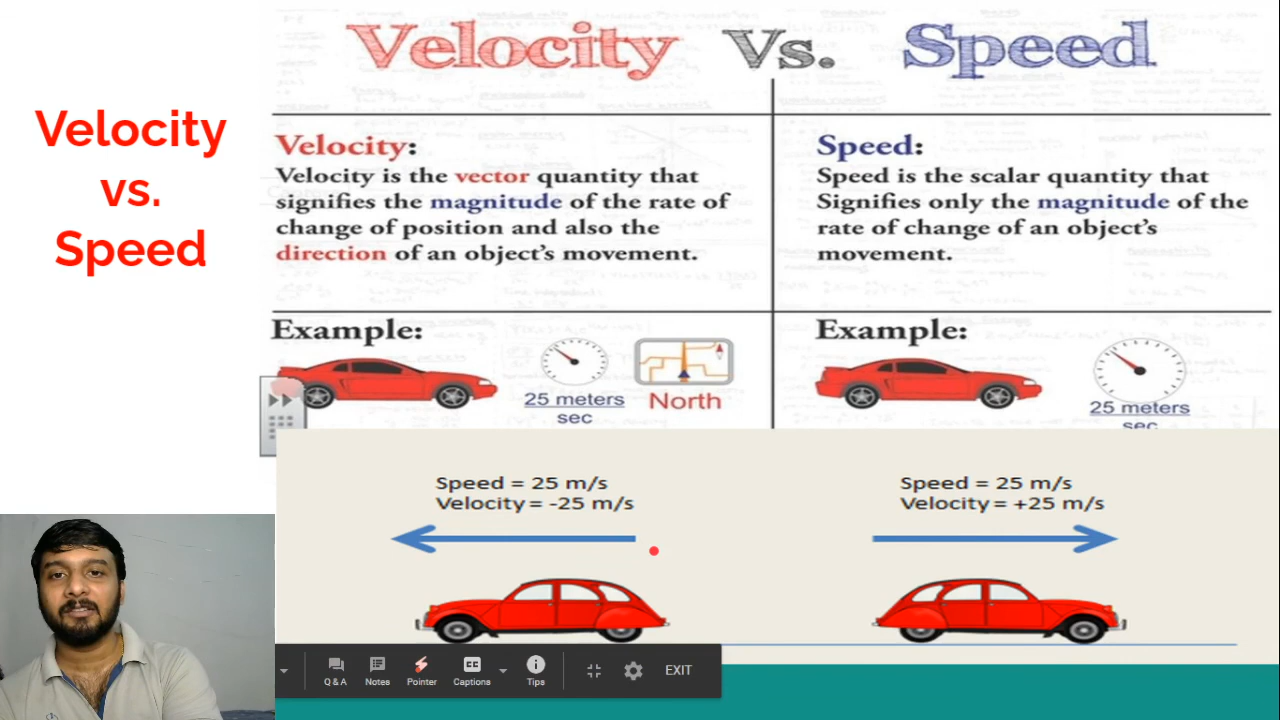 Velocity Vs. Speed
Velocity
vs.
Speed
Velocity:
Velocity is the vector quantity that
signifies the magnitude of the rate of
change of position and also the
direction of an object's movement.
Speed:
Speed is the scalar quantity that
Signifies only the magnitude of the
rate of change of an object's
movement.
Example:
25 meters
sec
North
Example:
25 meters
sec
Speed = 25 m/s
Velocity = -25 m/s
Speed = 25 m/s
Velocity = +25 m/s
Q & A
Notes
Pointer
CC
Captions
Tips
EXIT